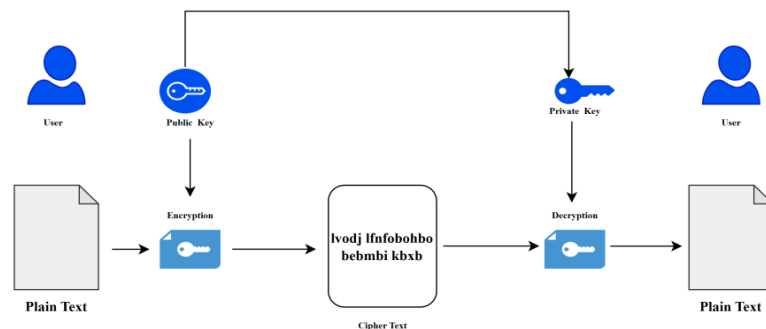 User
Public Key
Private Key
User
Encryption
Decryption
lvodj lfnfobohbo
bebmbi kbxb
Plain Text
Plain Text
Cipher Text